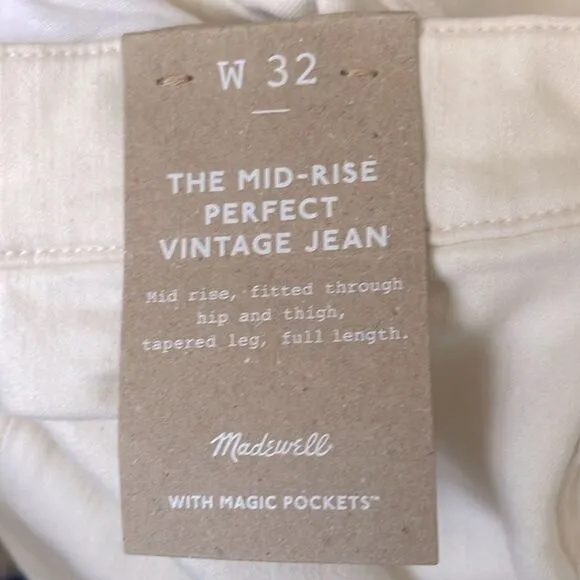 W 32
THE MID-RISE
PERFECT
VINTAGE JEAN
Mid rise, fitted through
hip and thigh,
tapered leg, full length.
Madewell
WITH MAGIC POCKETS™